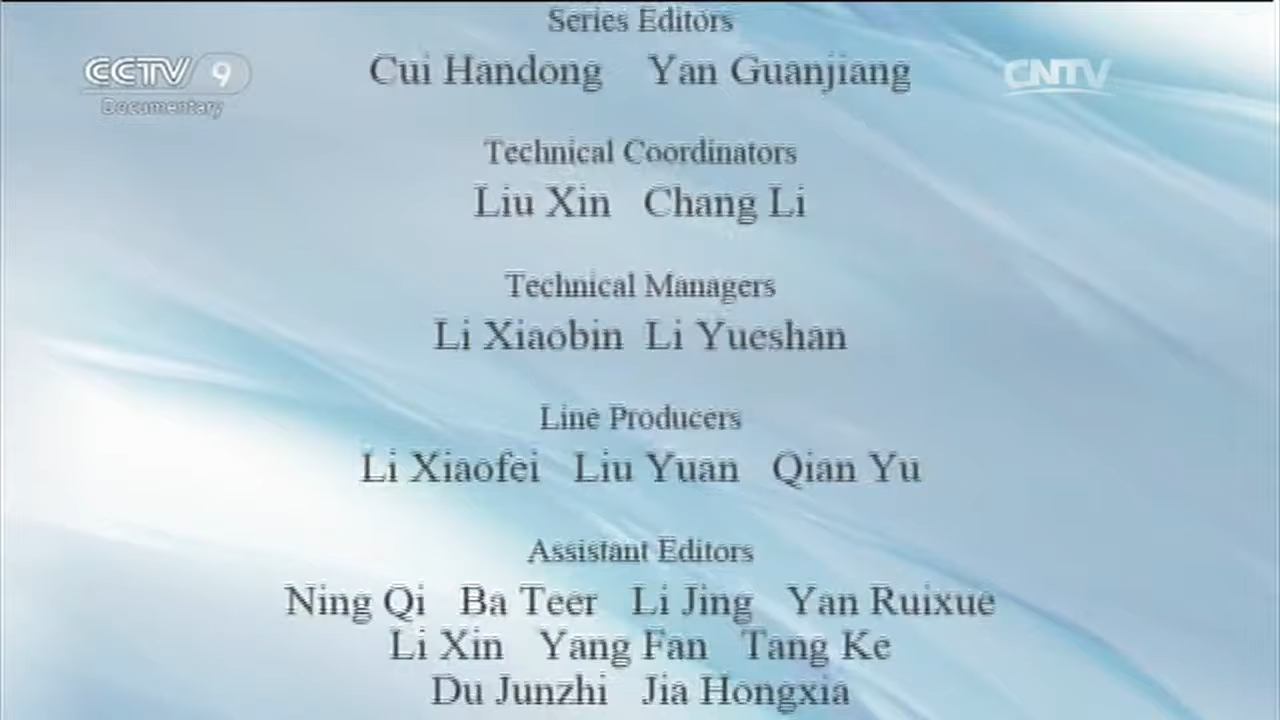 Series Editors
CCTV 9 Cui Handong Yan Guanjiang CNTV
Documentary
Technical Coordinators
Liu Xin Chang Li
Technical Managers
Li Xiaobin Li Yueshan
Line Producers
Li Xiaofei Liu Yuan Qian Yu
Assistant Editors
Ning Qi Ba Teer Li Jing Yan Ruixue
Li Xin Yang Fan Tang Ke
Du Junzhi Jia Hongxia